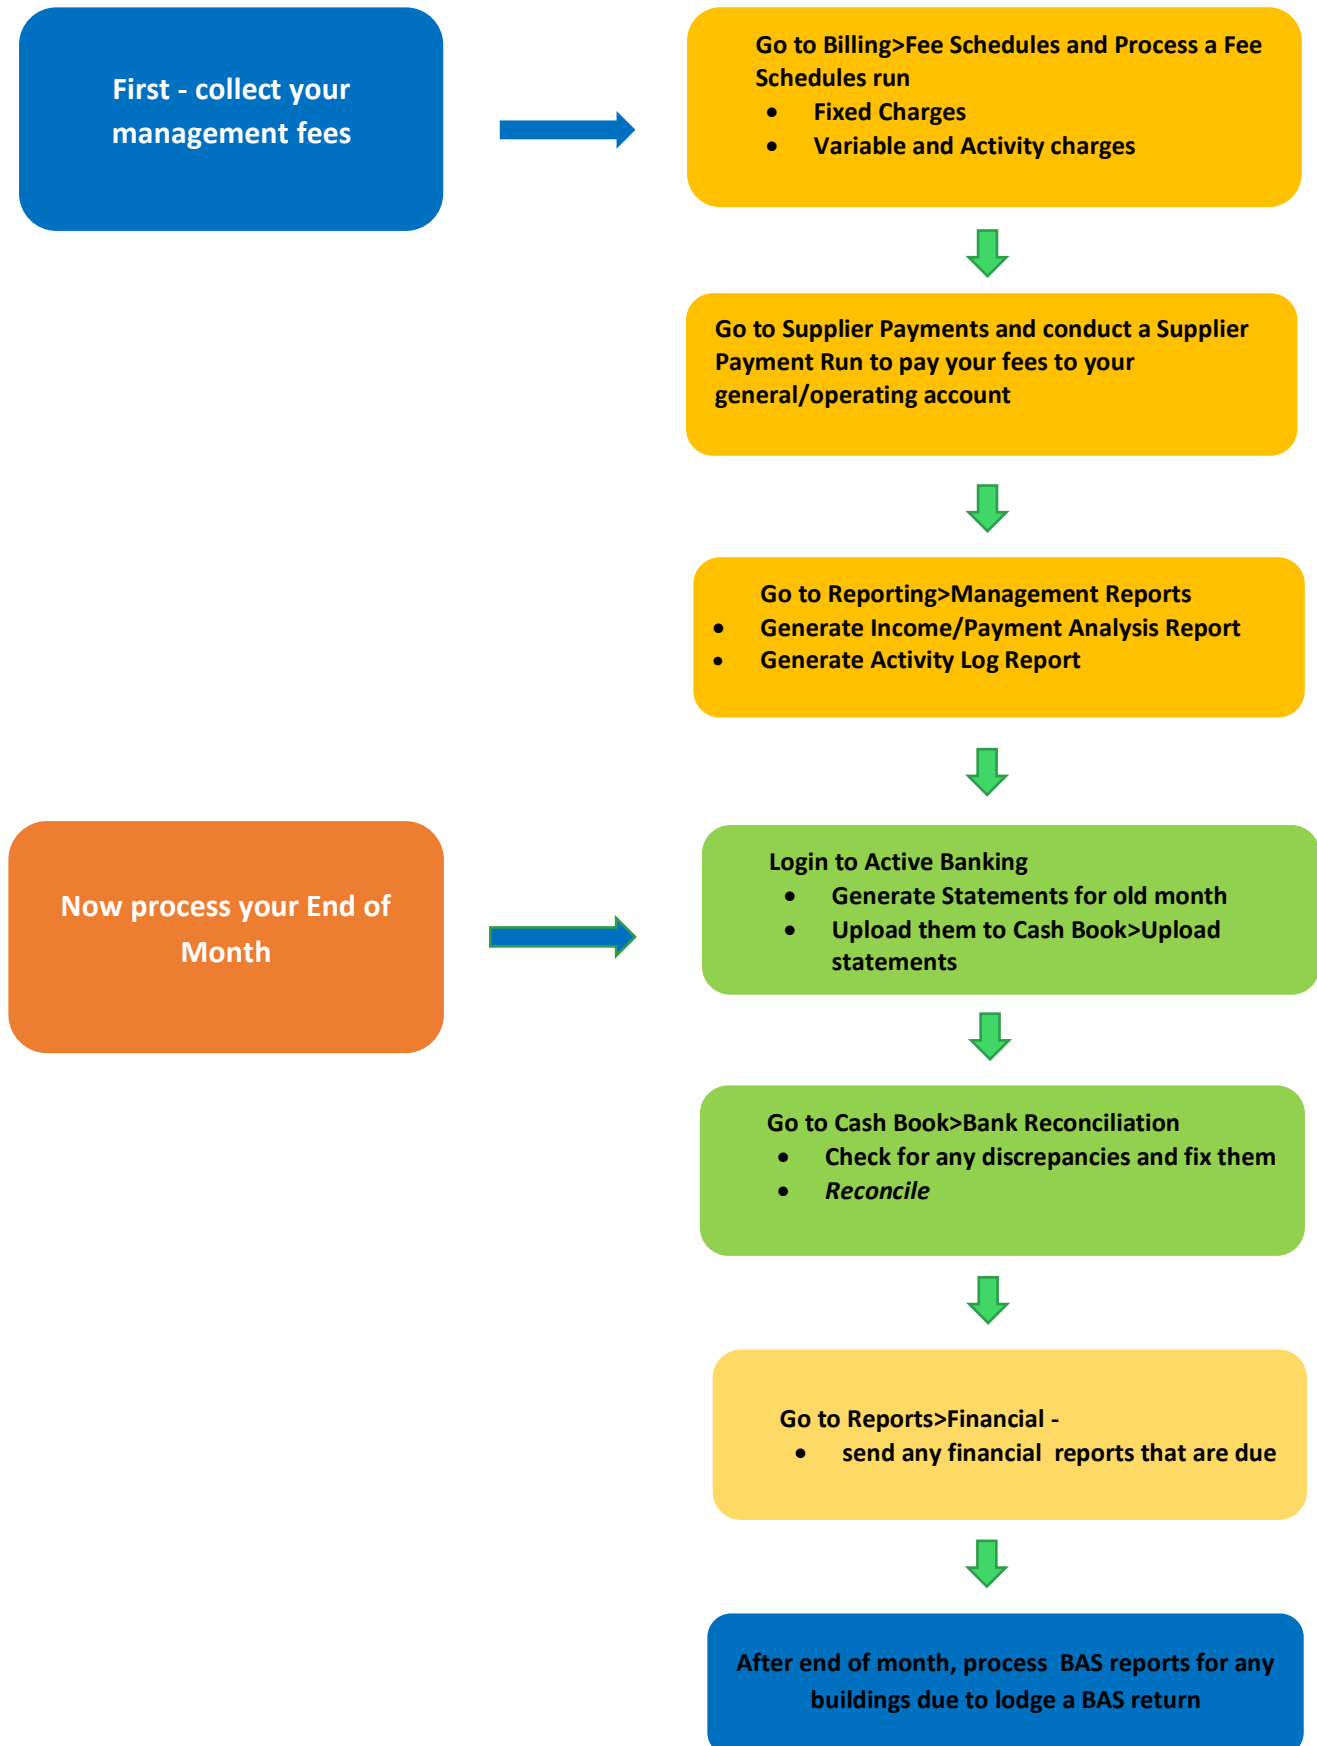 First - collect your
management fees
Go to Billing>Fee Schedules and Process a Fee
Schedules run
• Fixed Charges
• Variable and Activity charges
Go to Supplier Payments and conduct a Supplier
Payment Run to pay your fees to your
general/operating account
Go to Reporting>Management Reports
• Generate Income/Payment Analysis Report
• Generate Activity Log Report
Now process your End of
Month
Login to Active Banking
• Generate Statements for old month
• Upload them to Cash Book>Upload
statements
Go to Cash Book>Bank Reconciliation
• Check for any discrepancies and fix them
• Reconcile
Go to Reports>Financial -
• send any financial  reports that are due
After end of month, process  BAS reports for any
buildings due to lodge a BAS return